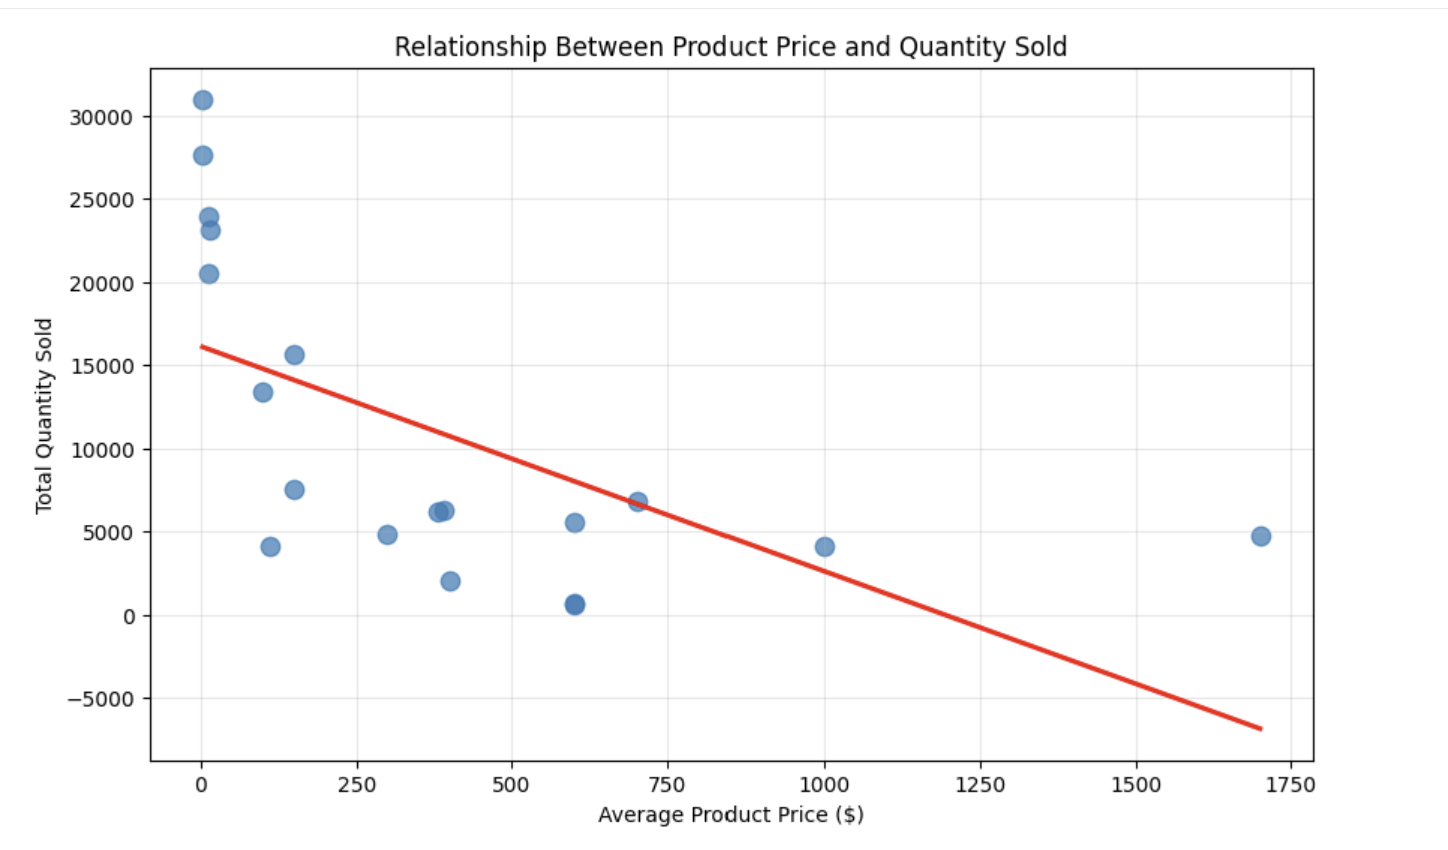 Relationship Between Product Price and Quantity Sold
30000
25000
20000
15000
10000
5000
0
−5000
Total Quantity Sold
0 250 500 750 1000 1250 1500 1750
Average Product Price ($)